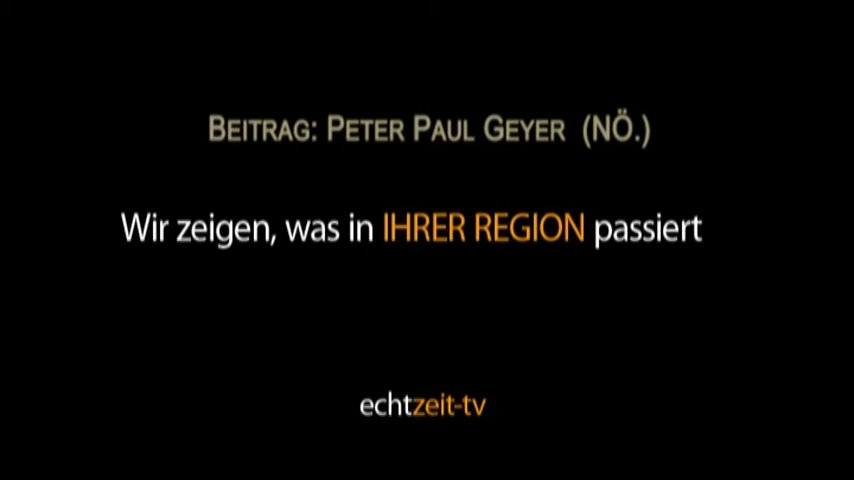 BEITRAG: PETER PAUL GEYER (NÖ.)
Wir zeigen, was in IHRER REGION passiert
echtzeit-tv